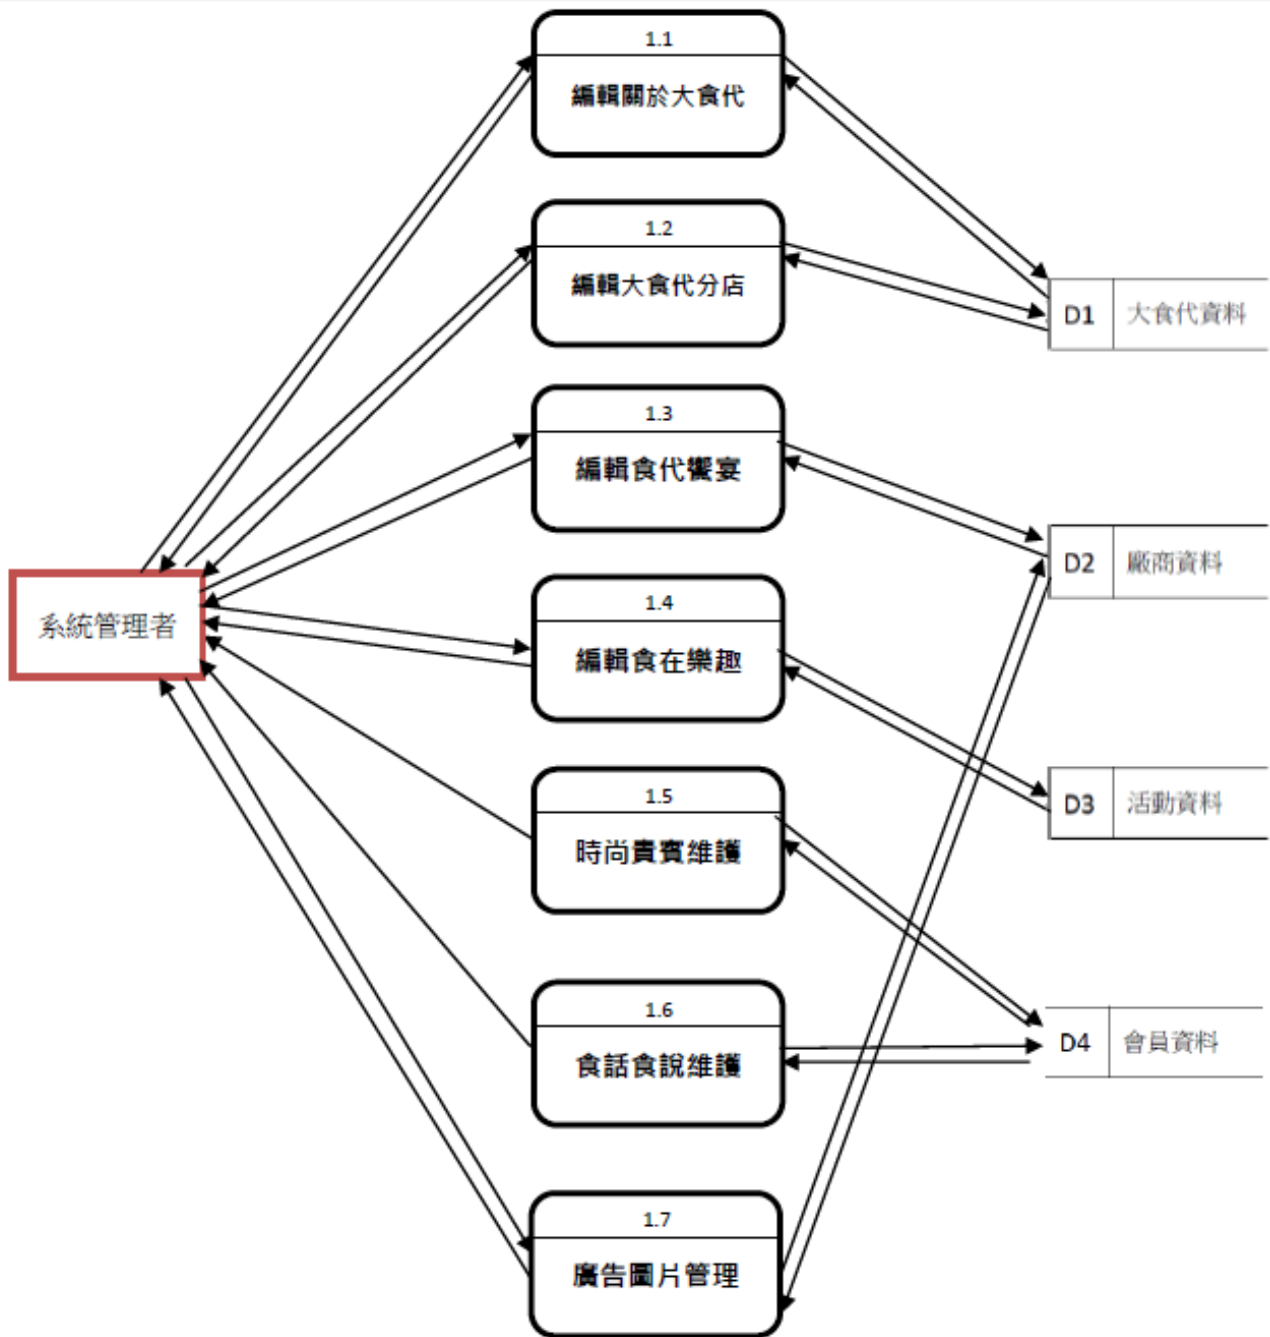 1.1
編輯關於大食代
1.2
編輯大食代分店
D1 大食代資料
1.3
編輯食代饗宴
D2 廠商資料
系統管理者
1.4
編輯食在樂趣
1.5
時尚貴賓維護
D3 活動資料
1.6
食話食說維護
D4 會員資料
1.7
廣告圖片管理